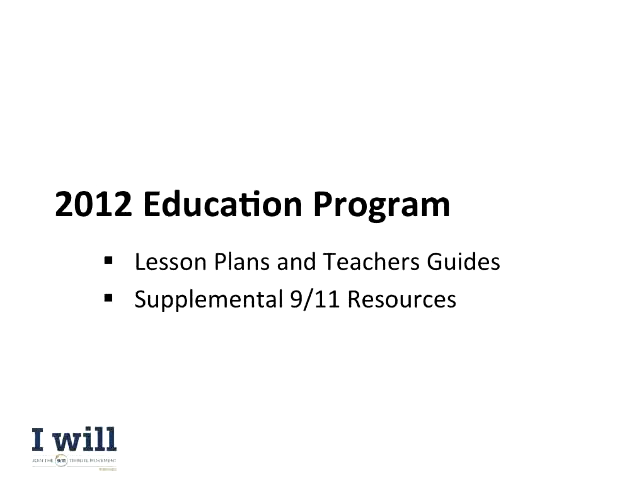 2012 Education Program
▪ Lesson Plans and Teachers Guides
▪ Supplemental 9/11 Resources
I will